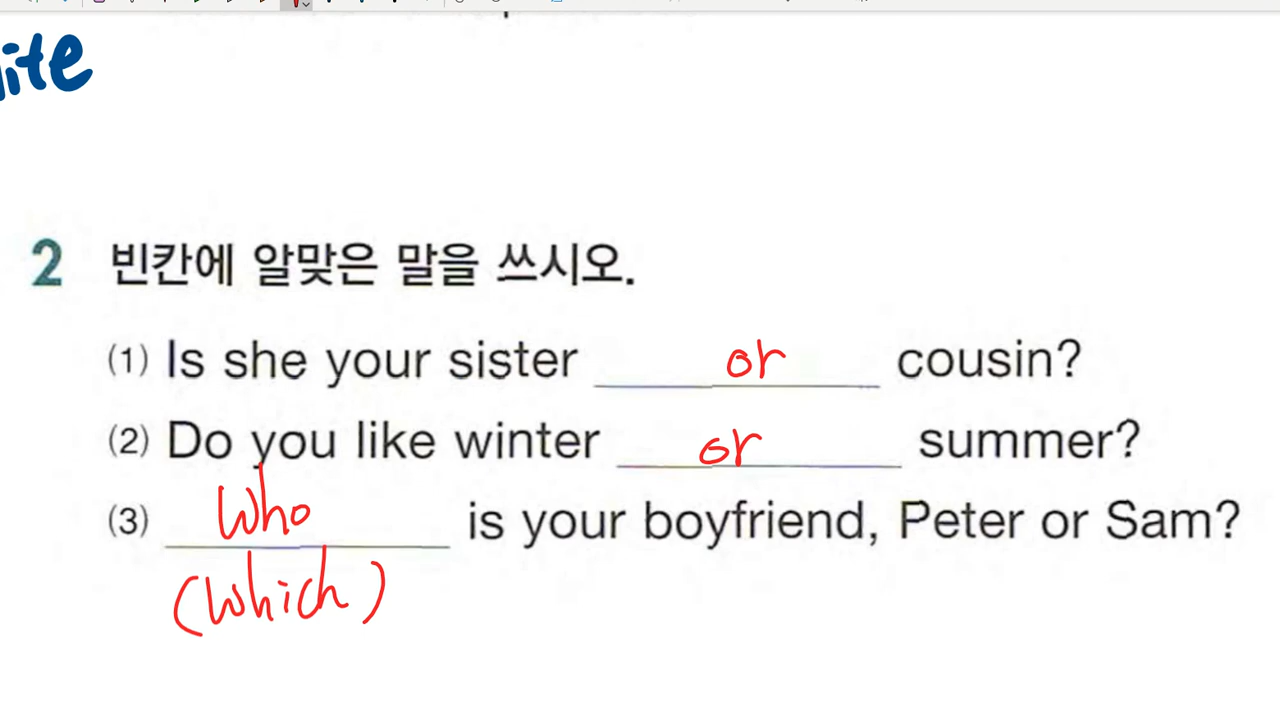 2 빈칸에 알맞은 말을 쓰시오.
(1) Is she your sister or cousin?
(2) Do you like winter or summer?
(3) Who is your boyfriend, Peter or Sam?
(Which)